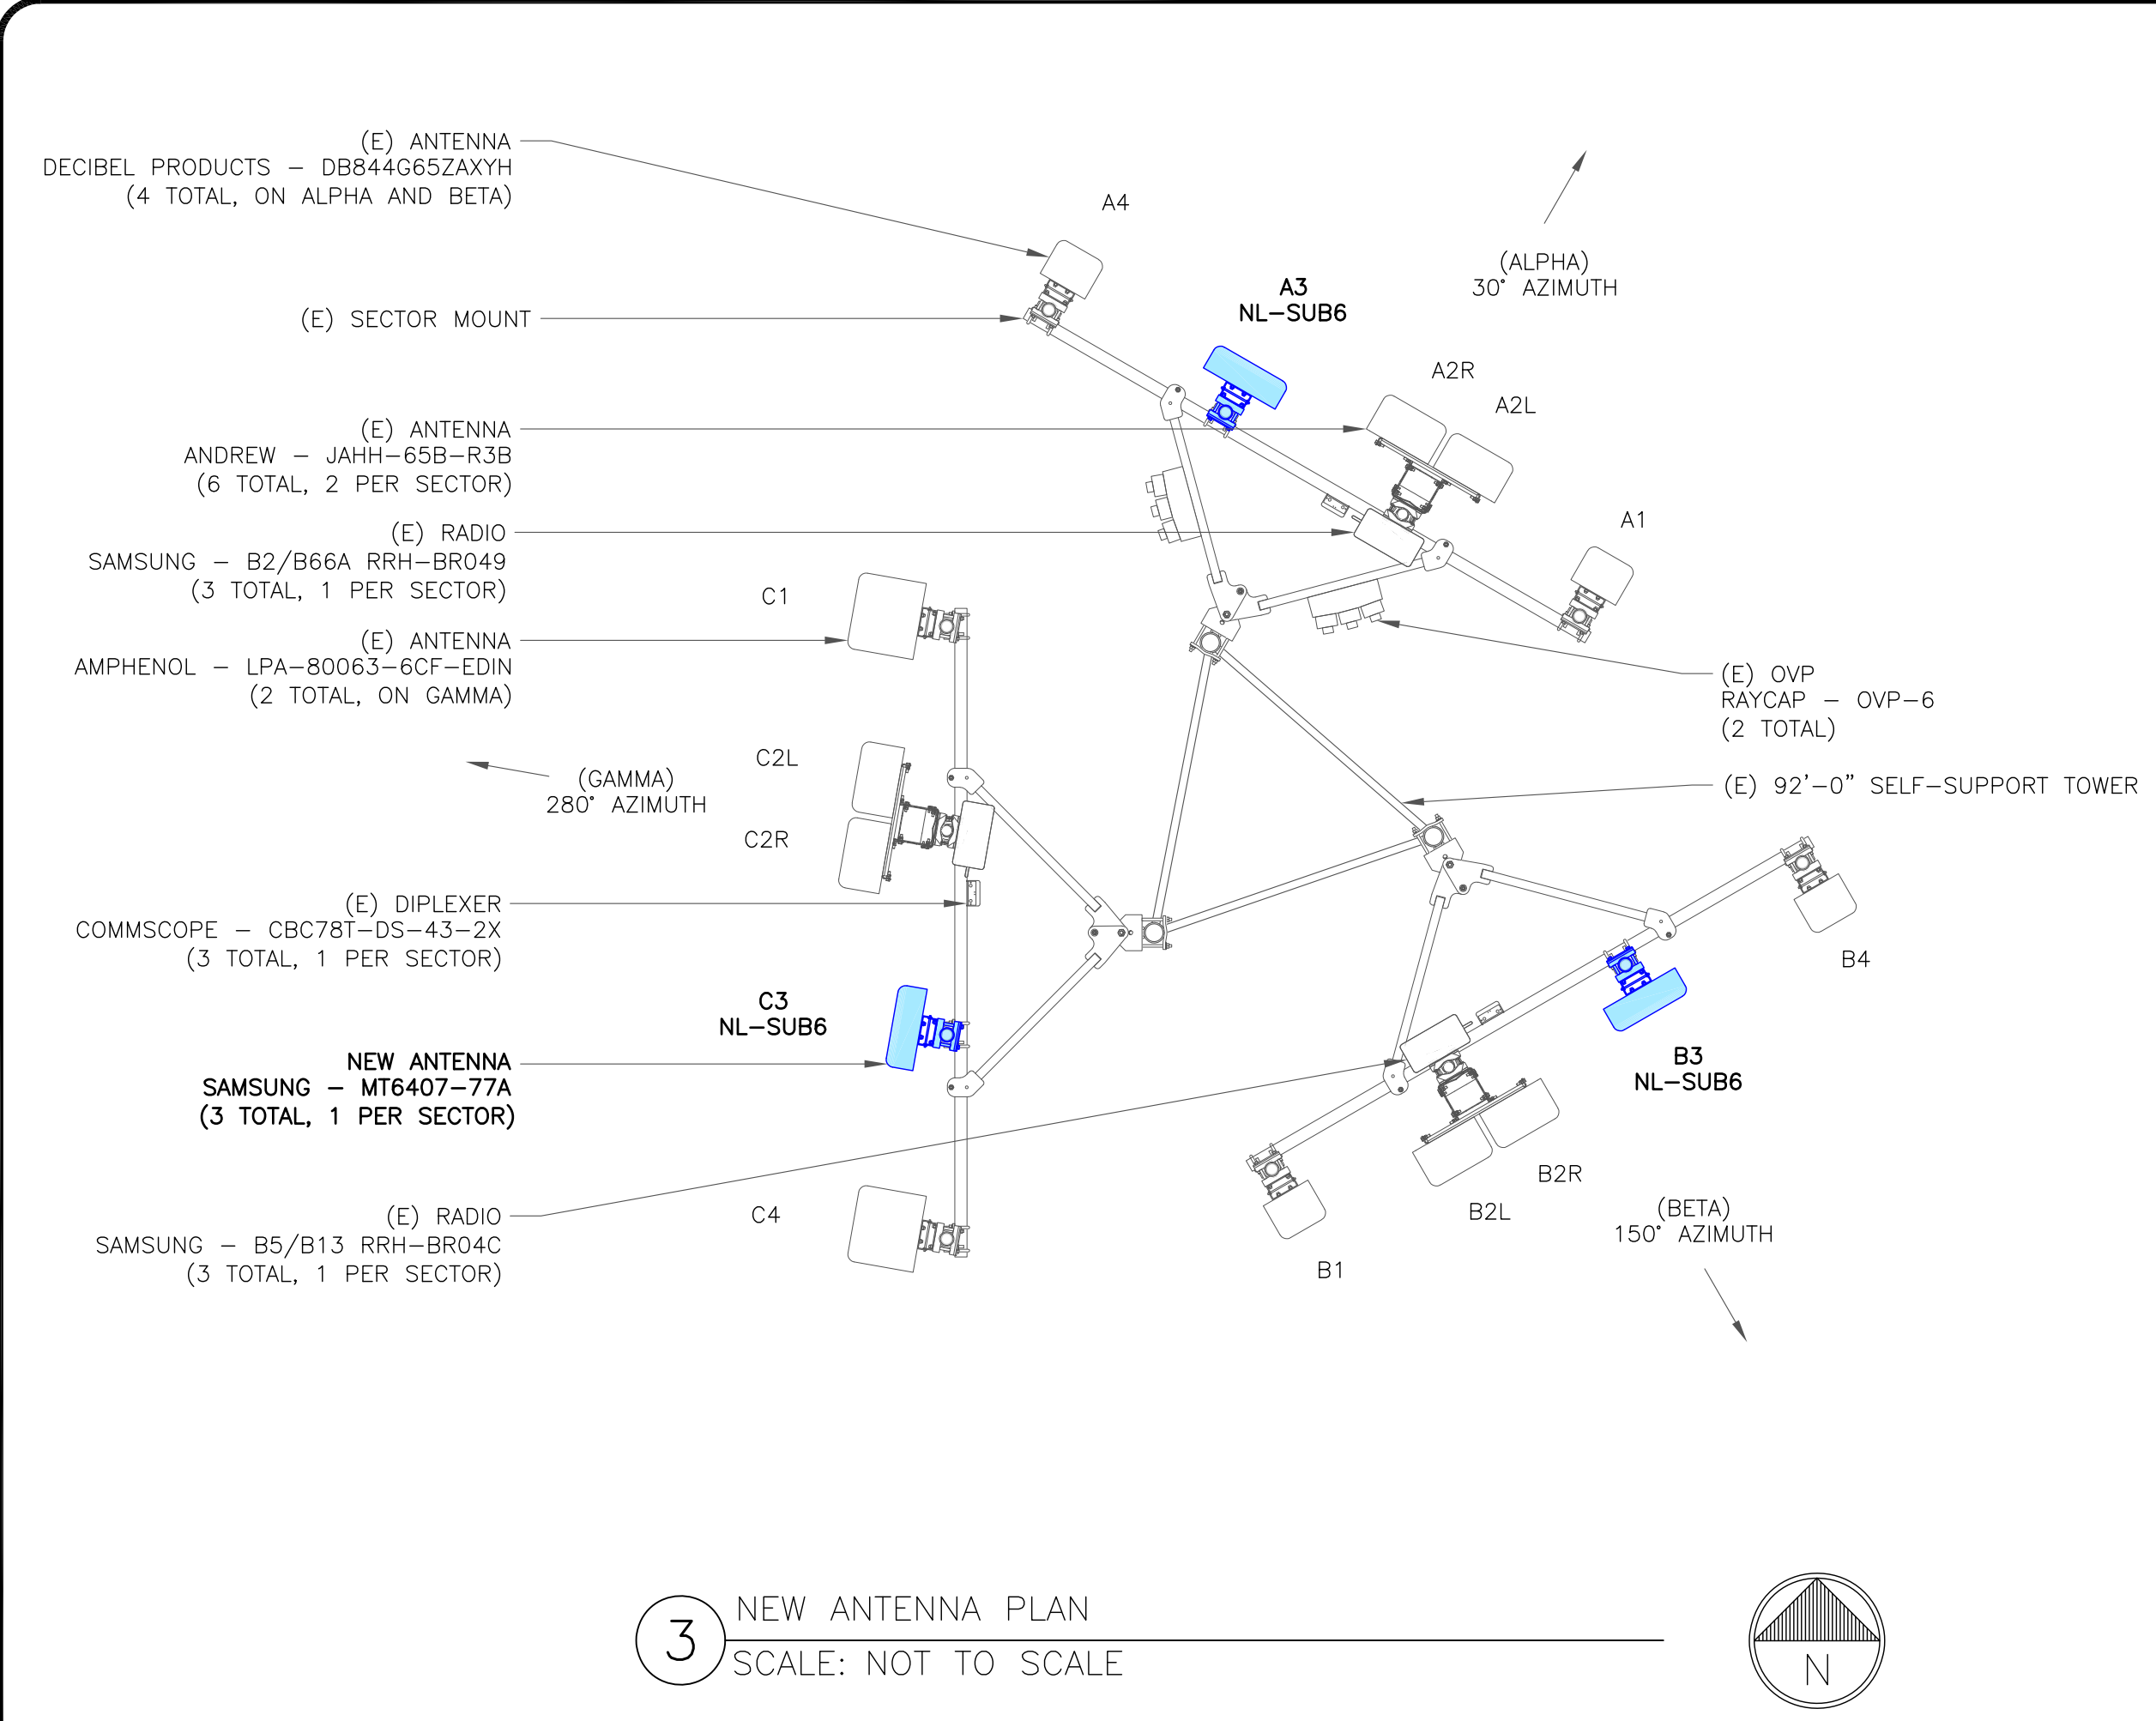 (E) ANTENNA
DECIBEL PRODUCTS - DB844G65ZAXYH
(4 TOTAL, ON ALPHA AND BETA)
A4
(ALPHA)
30° AZIMUTH
A3
NL-SUB6
(E) SECTOR MOUNT
A2R
A2L
(E) ANTENNA
ANDREW - JAHH-65B-R3B
(6 TOTAL, 2 PER SECTOR)
A1
(E) RADIO
SAMSUNG - B2/B66A RRH-BR049
(3 TOTAL, 1 PER SECTOR)
C1
(E) ANTENNA
AMPHENOL - LPA-80063-6CF-EDIN
(2 TOTAL, ON GAMMA)
(E) OVP
RAYCAP - OVP-6
(2 TOTAL)
C2L
(GAMMA)
280° AZIMUTH
(E) 92'-0" SELF-SUPPORT TOWER
C2R
(E) DIPLEXER
COMMSCOPE - CBC78T-DS-43-2X
(3 TOTAL, 1 PER SECTOR)
B4
C3
NL-SUB6
NEW ANTENNA
SAMSUNG - MT6407-77A
(3 TOTAL, 1 PER SECTOR)
B3
NL-SUB6
B2R
B2L
C4
(E) RADIO
SAMSUNG - B5/B13 RRH-BR04C
(3 TOTAL, 1 PER SECTOR)
(BETA)
150° AZIMUTH
B1
3
NEW ANTENNA PLAN
SCALE: NOT TO SCALE
N